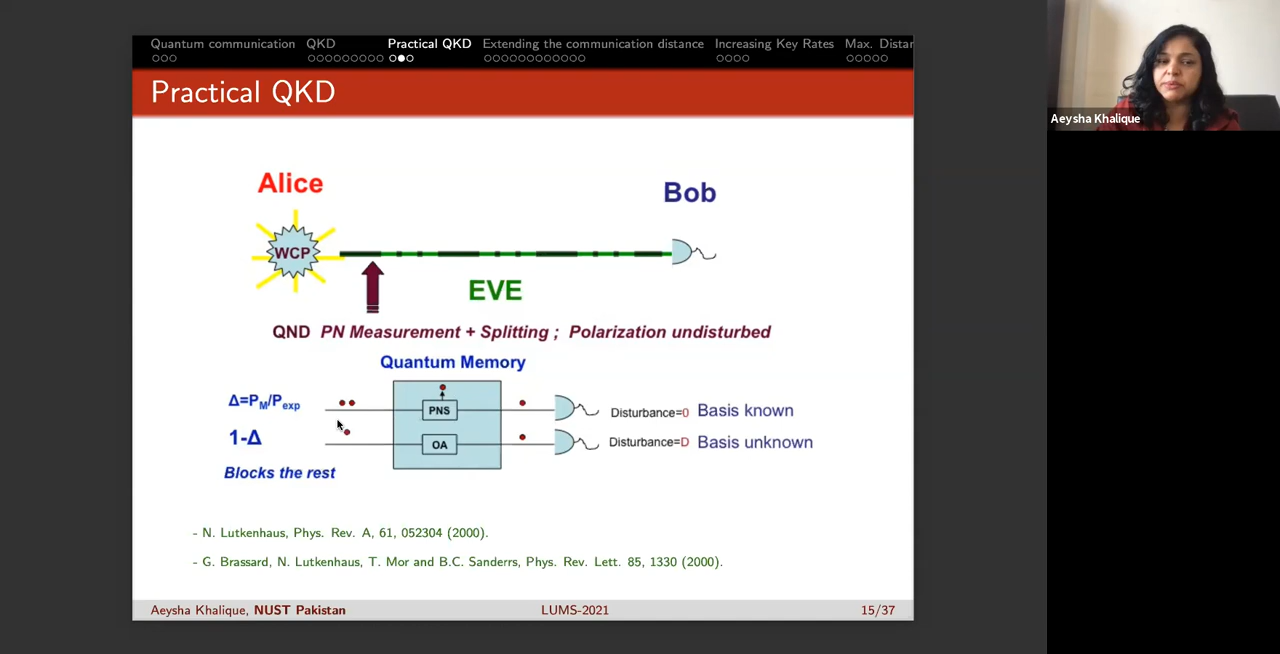 Quantum communication QKD Practical QKD Extending the communication distance Increasing Key Rates Max. Distar
Practical QKD
Aeysha Khalique
Alice
Bob
WCP
EVE
QND PN Measurement + Splitting ; Polarization undisturbed
Quantum Memory
Δ=P_M/P_exp
PNS
Disturbance=0 Basis known
1-Δ
OA
Disturbance=D Basis unknown
Blocks the rest
- N. Lutkenhaus, Phys. Rev. A, 61, 052304 (2000).
- G. Brassard, N. Lutkenhaus, T. Mor and B.C. Sanderrs, Phys. Rev. Lett. 85, 1330 (2000).
Aeysha Khalique, NUST Pakistan LUMS-2021 15/37